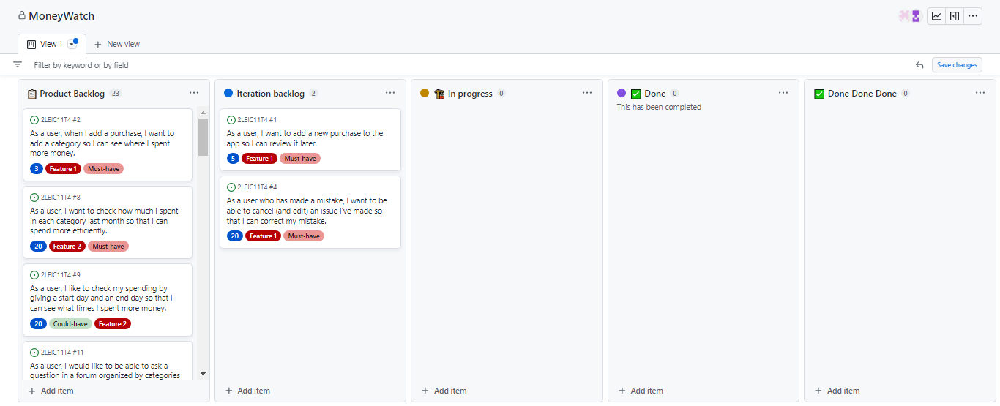 MoneyWatch
View 1
New view
Filter by keyword or by field
Save changes
Product Backlog 23
2LEIC11T4 #2
As a user, when I add a purchase, I want to
add a category so I can see where I spent
more money.
3 Feature 1 Must-have
2LEIC11T4 #8
As a user, I want to check how much I spent
in each category last month so that I can
spend more efficiently.
20 Feature 2 Must-have
2LEIC11T4 #9
As a user, I like to check my spending by
giving a start day and an end day so that I
can see what times I spent more money.
20 Could-have Feature 2
2LEIC11T4 #11
As a user, I would like to be able to ask a
question in a forum organized by categories
Add item
Iteration backlog 2
2LEIC11T4 #1
As a user, I want to add a new purchase to the
app so I can review it later.
5 Feature 1 Must-have
2LEIC11T4 #4
As a user who has made a mistake, I want to be
able to cancel (and edit) an issue I've made so
that I can correct my mistake.
20 Feature 1 Must-have
Add item
In progress 0
Add item
Done 0
This has been completed
Add item
Done Done Done 0
Add item